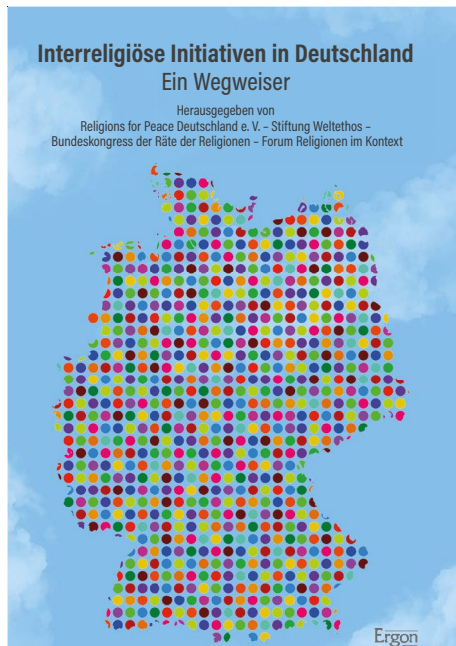 Interreligiöse Initiativen in Deutschland
Ein Wegweiser
Herausgegeben von
Religions for Peace Deutschland e. V. – Stiftung Weltethos –
Bundeskongress der Räte der Religionen – Forum Religionen im Kontext
Ergon